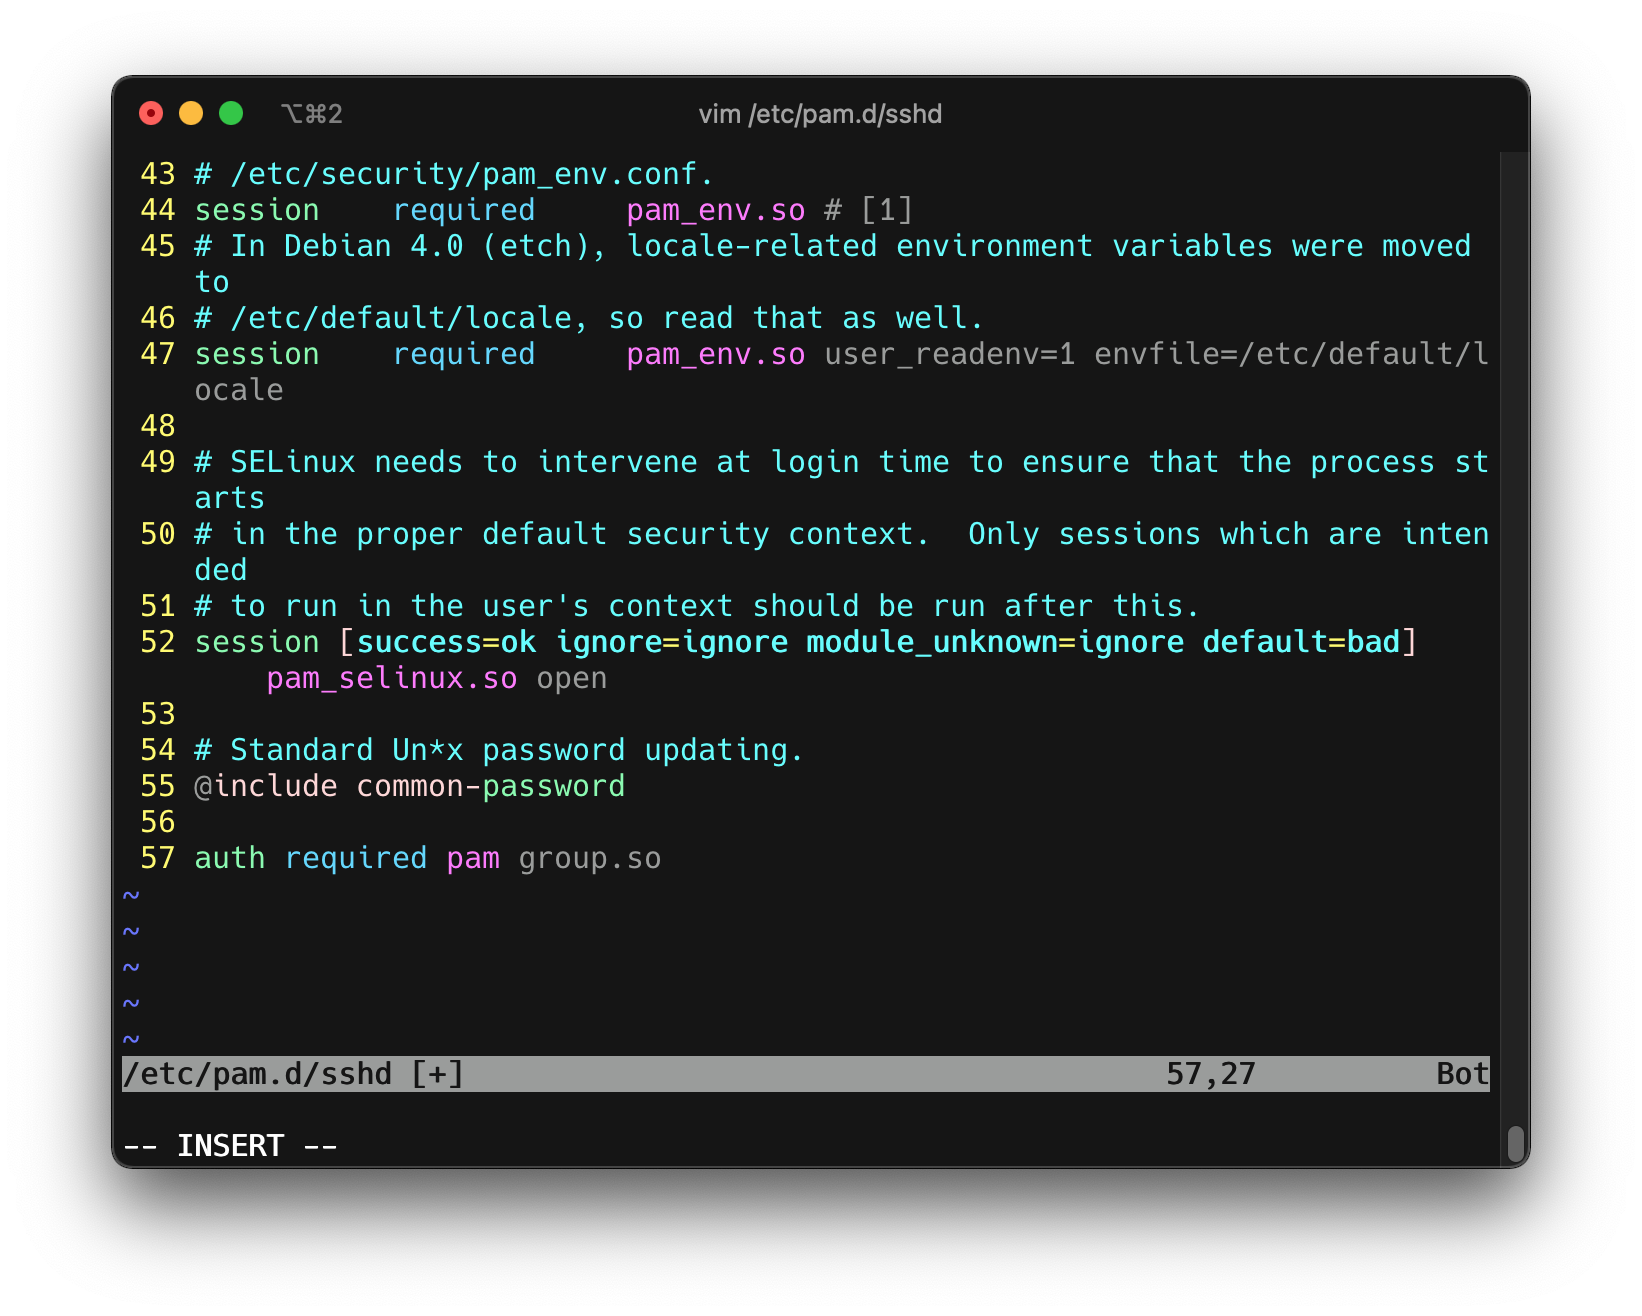 ⌥⌘2
vim /etc/pam.d/sshd
43 # /etc/security/pam_env.conf.
44 session    required     pam_env.so # [1]
45 # In Debian 4.0 (etch), locale-related environment variables were moved
to
46 # /etc/default/locale, so read that as well.
47 session    required     pam_env.so user_readenv=1 envfile=/etc/default/l
ocale
48
49 # SELinux needs to intervene at login time to ensure that the process st
arts
50 # in the proper default security context.  Only sessions which are inten
ded
51 # to run in the user's context should be run after this.
52 session [success=ok ignore=ignore module_unknown=ignore default=bad]
pam_selinux.so open
53
54 # Standard Un*x password updating.
55 @include common-password
56
57 auth required pam group.so
~
~
~
~
~
/etc/pam.d/sshd [+]                                       57,27          Bot
-- INSERT --